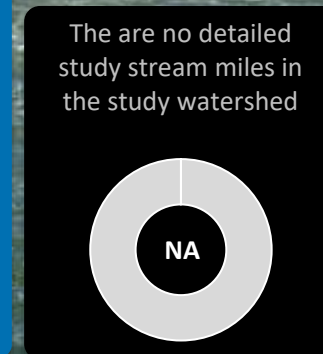 The are no detailed
study stream miles in
the study watershed
NA